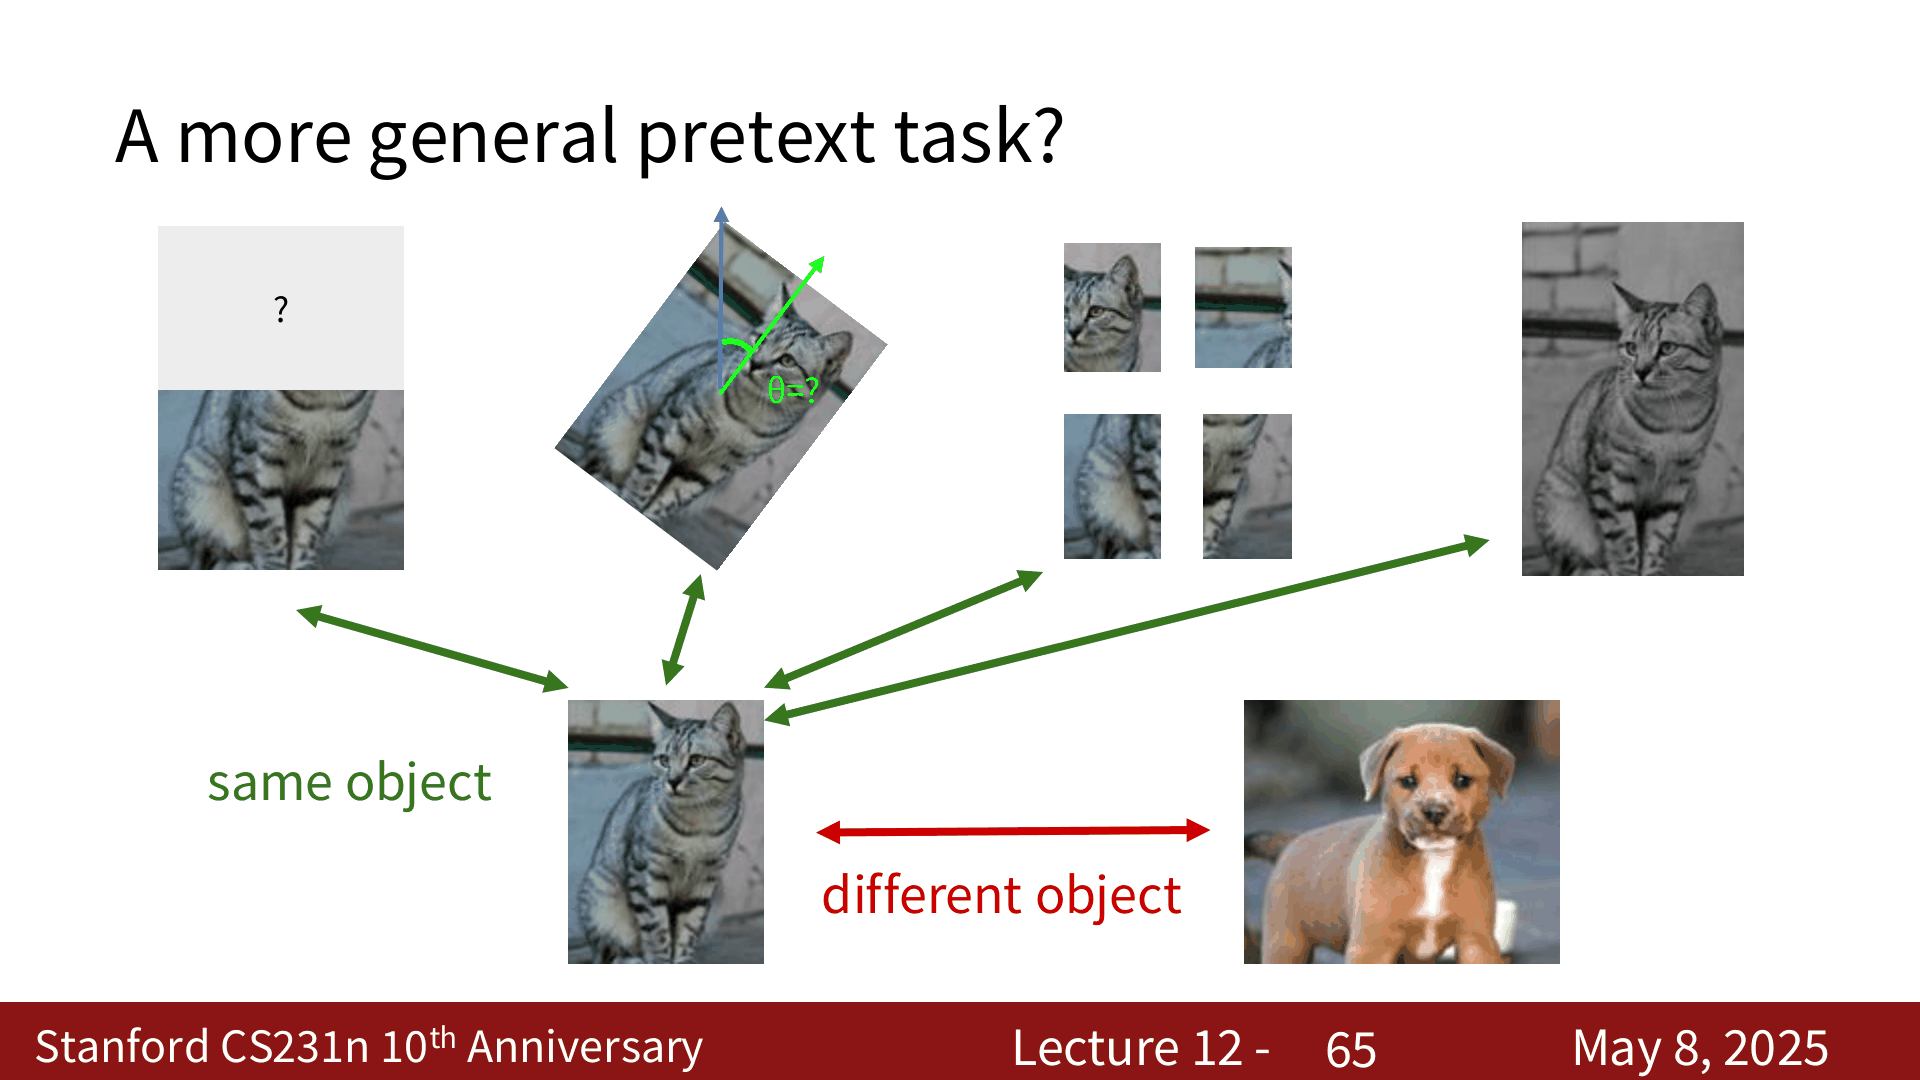 A more general pretext task?
?
θ=?
same object
different object
Stanford CS231n 10th Anniversary
Lecture 12 - 65
May 8, 2025